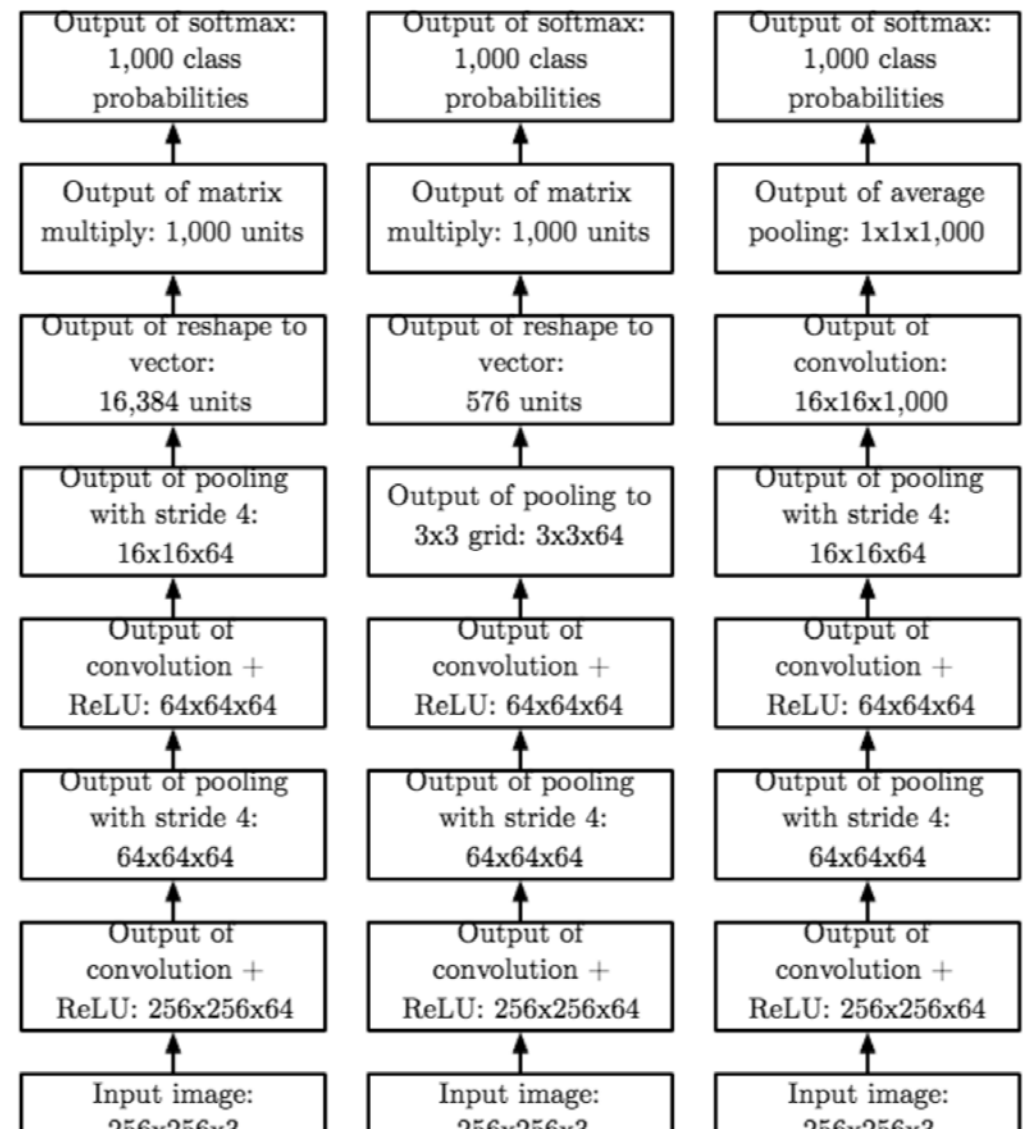 Output of softmax:
1,000 class
probabilities
Output of matrix
multiply: 1,000 units
Output of reshape to
vector:
16,384 units
Output of pooling
with stride 4:
16x16x64
Output of
convolution +
ReLU: 64x64x64
Output of pooling
with stride 4:
64x64x64
Output of
convolution +
ReLU: 256x256x64
Input image:
256x256x3
Output of softmax:
1,000 class
probabilities
Output of matrix
multiply: 1,000 units
Output of reshape to
vector:
576 units
Output of pooling to
3x3 grid: 3x3x64
Output of
convolution +
ReLU: 64x64x64
Output of pooling
with stride 4:
64x64x64
Output of
convolution +
ReLU: 256x256x64
Input image:
256x256x3
Output of softmax:
1,000 class
probabilities
Output of average
pooling: 1x1x1,000
Output of
convolution:
16x16x1,000
Output of pooling
with stride 4:
16x16x64
Output of
convolution +
ReLU: 64x64x64
Output of pooling
with stride 4:
64x64x64
Output of
convolution +
ReLU: 256x256x64
Input image:
256x256x3